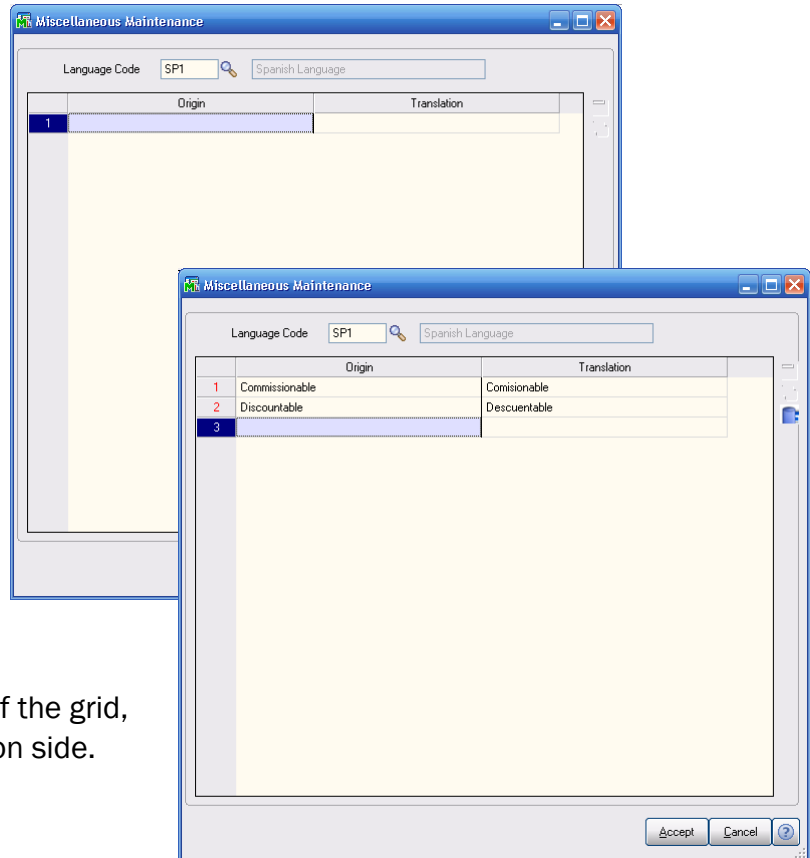 Miscellaneous Maintenance
Language Code SP1 Spanish Language
Origin Translation
1
Miscellaneous Maintenance
Language Code SP1 Spanish Language
Origin Translation
1 Commissionable Comisionable
2 Discountable Descuentable
3
Accept Cancel ?
f the grid,
on side.